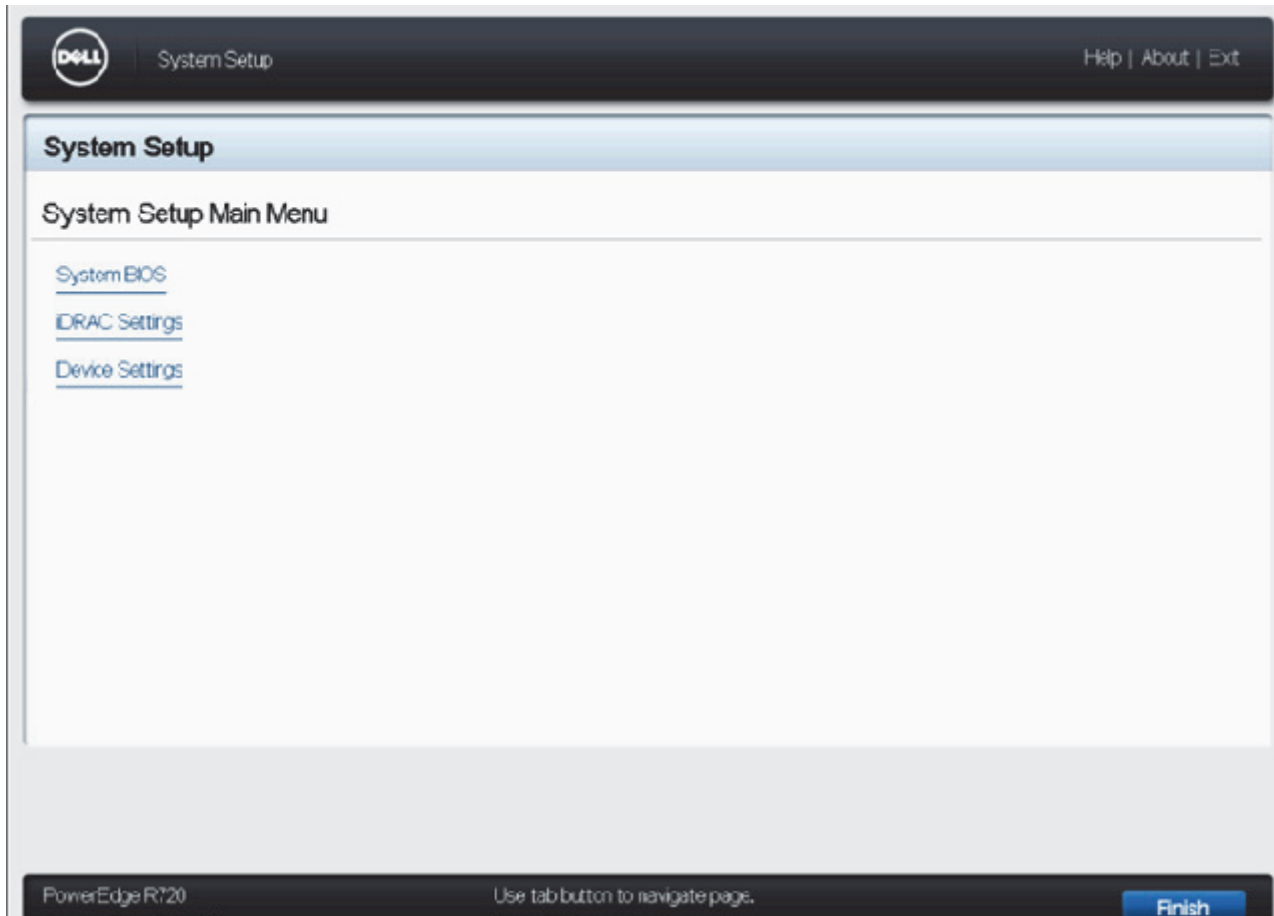 DELL
System Setup
Help | About | Exit
System Setup
System Setup Main Menu
System BIOS
iDRAC Settings
Device Settings
PowerEdge R720
Use tab button to navigate page.
Finish